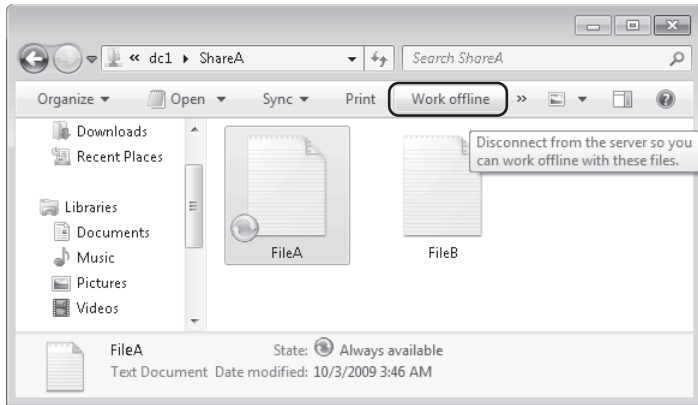 « dc1 ▸ ShareA
Search ShareA
Organize Open Sync Print Work offline »
Disconnect from the server so you
can work offline with these files.
Downloads
Recent Places
Libraries
Documents
Music
Pictures
Videos
FileA
FileB
FileA State: Always available
Text Document Date modified: 10/3/2009 3:46 AM